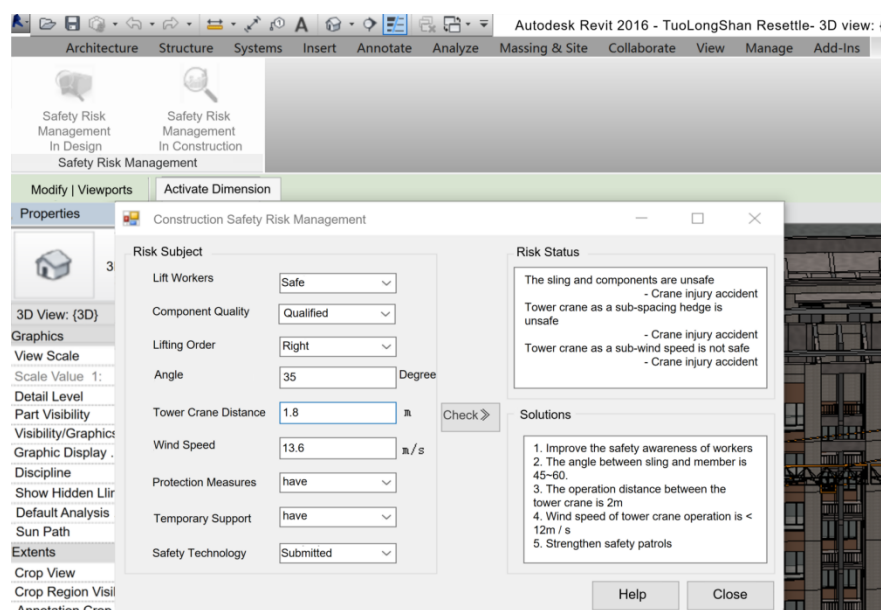 Autodesk Revit 2016 - TuoLongShan Resettle- 3D view: {
Architecture Structure Systems Insert Annotate Analyze Massing & Site Collaborate View Manage Add-Ins
Safety Risk
Management
In Design
Safety Risk
Management
In Construction
Safety Risk Management
Modify | Viewports
Activate Dimension
Properties
3D View: {3D}
Graphics
View Scale
Scale Value 1:
Detail Level
Part Visibility
Visibility/Graphics
Graphic Display .
Discipline
Show Hidden Llir
Default Analysis
Sun Path
Extents
Crop View
Crop Region Visil
Annotation Crop
Construction Safety Risk Management
Risk Subject
Lift Workers Safe
Component Quality Qualified
Lifting Order Right
Angle 35 Degree
Tower Crane Distance 1.8 m
Wind Speed 13.6 m/s
Protection Measures have
Temporary Support have
Safety Technology Submitted
Check
Risk Status
The sling and components are unsafe
- Crane injury accident
Tower crane as a sub-spacing hedge is
unsafe
- Crane injury accident
Tower crane as a sub-wind speed is not safe
- Crane injury accident
Solutions
1. Improve the safety awareness of workers
2. The angle between sling and member is
45~60.
3. The operation distance between the
tower crane is 2m
4. Wind speed of tower crane operation is <
12m / s
5. Strengthen safety patrols
Help
Close